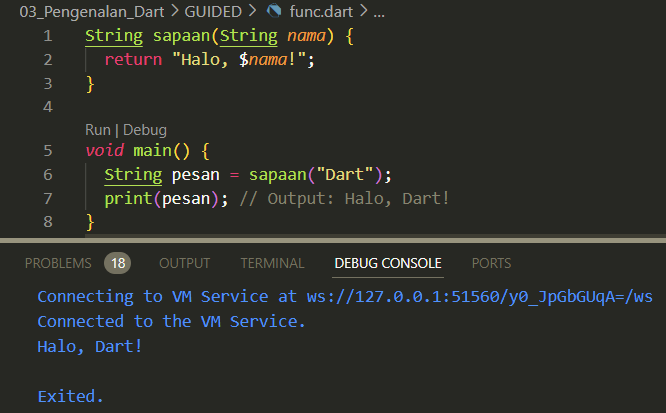 03_Pengenalan_Dart > GUIDED > func.dart > ...
1 String sapaan(String nama) {
2 return "Halo, $nama!";
3 }
4
Run | Debug
5 void main() {
6 String pesan = sapaan("Dart");
7 print(pesan); // Output: Halo, Dart!
8 }
PROBLEMS 18 OUTPUT TERMINAL DEBUG CONSOLE PORTS
Connecting to VM Service at ws://127.0.0.1:51560/y0_JpGbGUqA=/ws
Connected to the VM Service.
Halo, Dart!
Exited.